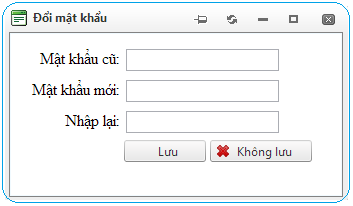 Đổi mật khẩu
Mật khẩu cũ:
Mật khẩu mới:
Nhập lại:
Lưu Không lưu